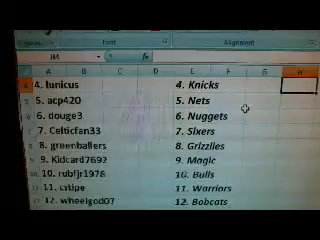 Font
Alignment
A B C D E F G H
4. lunicus 4. Knicks
5. acp420 5. Nets
6. douge3 6. Nuggets
7. Celticfan33 7. Sixers
8. greenballers 8. Grizzlies
9. Kidcard7692 9. Magic
10. rubfjr1978 10. Bulls
11. 11. Warriors
12. wheelgod07 12. Bobcats